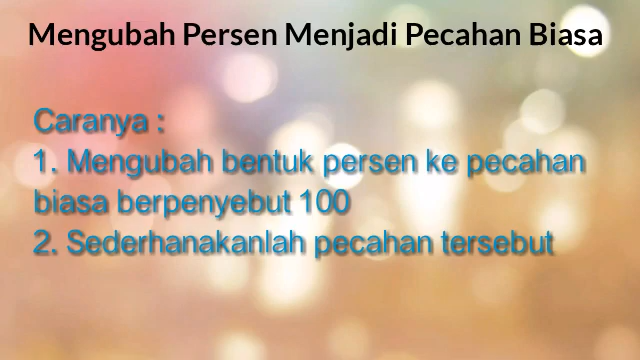 Mengubah Persen Menjadi Pecahan Biasa
Caranya :
1. Mengubah bentuk persen ke pecahan
biasa berpenyebut 100
2. Sederhanakanlah pecahan tersebut